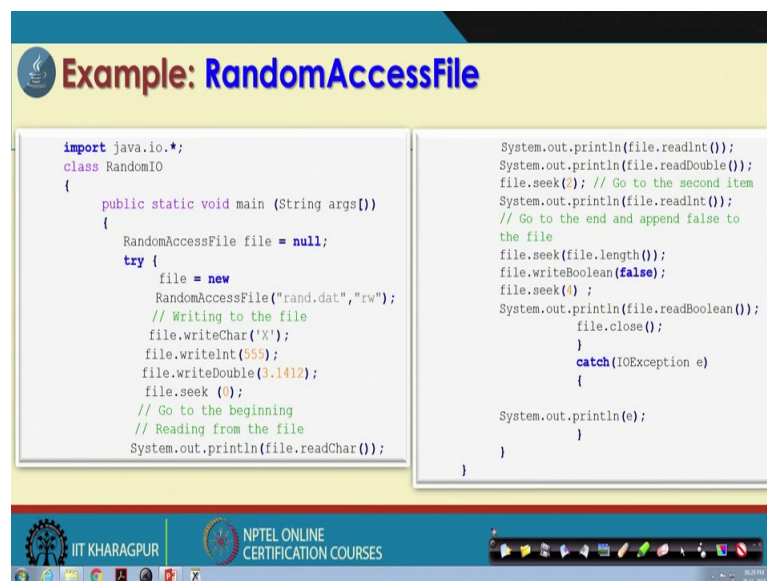 Example: RandomAccessFile
import java.io.*;
class RandomIO
{
public static void main (String args[])
{
RandomAccessFile file = null;
try {
file = new
RandomAccessFile("rand.dat","rw");
// Writing to the file
file.writeChar('X');
file.writeInt(555);
file.writeDouble(3.1412);
file.seek (0);
// Go to the beginning
// Reading from the file
System.out.println(file.readChar());
System.out.println(file.readInt());
System.out.println(file.readDouble());
file.seek(2); // Go to the second item
System.out.println(file.readInt());
// Go to the end and append false to
the file
file.seek(file.length());
file.writeBoolean(false);
file.seek(4) ;
System.out.println(file.readBoolean());
file.close();
}
catch(IOException e)
{
System.out.println(e);
}
}
}
IIT KHARAGPUR
NPTEL ONLINE
CERTIFICATION COURSES